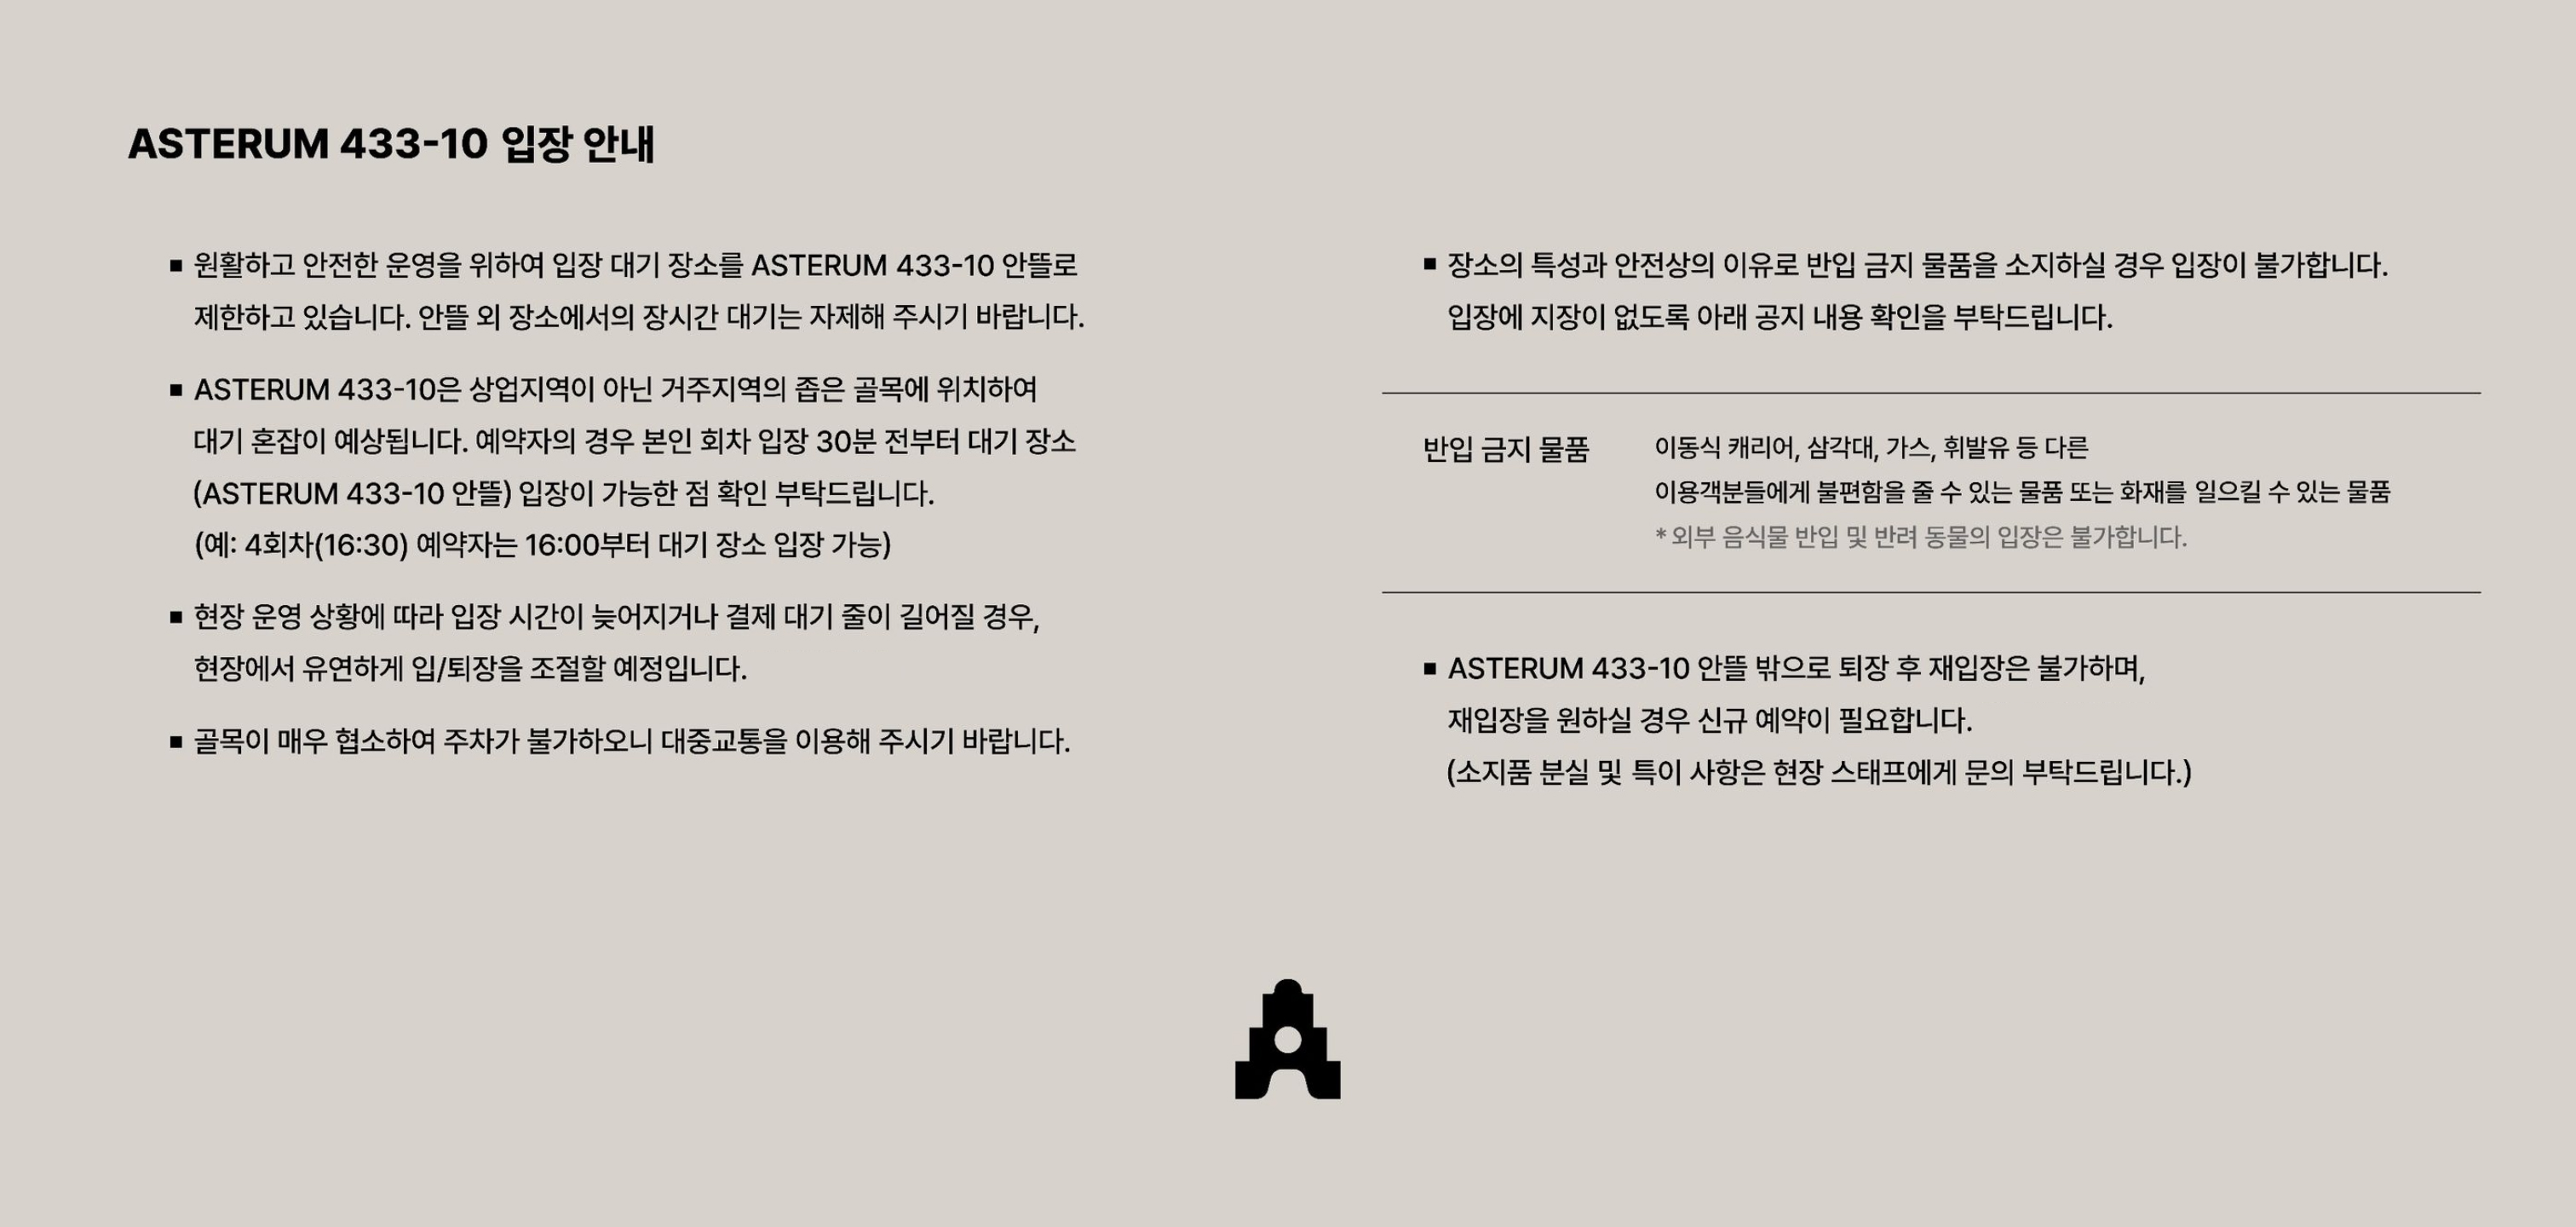 ASTERUM 433-10 입장 안내
■ 원활하고 안전한 운영을 위하여 입장 대기 장소를 ASTERUM 433-10 안뜰로
제한하고 있습니다. 안뜰 외 장소에서의 장시간 대기는 자제해 주시기 바랍니다.
■ ASTERUM 433-10은 상업지역이 아닌 거주지역의 좁은 골목에 위치하여
대기 혼잡이 예상됩니다. 예약자의 경우 본인 회차 입장 30분 전부터 대기 장소
(ASTERUM 433-10 안뜰) 입장이 가능한 점 확인 부탁드립니다.
(예: 4회차(16:30) 예약자는 16:00부터 대기 장소 입장 가능)
■ 현장 운영 상황에 따라 입장 시간이 늦어지거나 결제 대기 줄이 길어질 경우,
현장에서 유연하게 입/퇴장을 조절할 예정입니다.
■ 골목이 매우 협소하여 주차가 불가하오니 대중교통을 이용해 주시기 바랍니다.
■ 장소의 특성과 안전상의 이유로 반입 금지 물품을 소지하실 경우 입장이 불가합니다.
입장에 지장이 없도록 아래 공지 내용 확인을 부탁드립니다.
반입 금지 물품 이동식 캐리어, 삼각대, 가스, 휘발유 등 다른
이용객분들에게 불편함을 줄 수 있는 물품 또는 화재를 일으킬 수 있는 물품
* 외부 음식물 반입 및 반려 동물의 입장은 불가합니다.
■ ASTERUM 433-10 안뜰 밖으로 퇴장 후 재입장은 불가하며,
재입장을 원하실 경우 신규 예약이 필요합니다.
(소지품 분실 및 특이 사항은 현장 스태프에게 문의 부탁드립니다.)